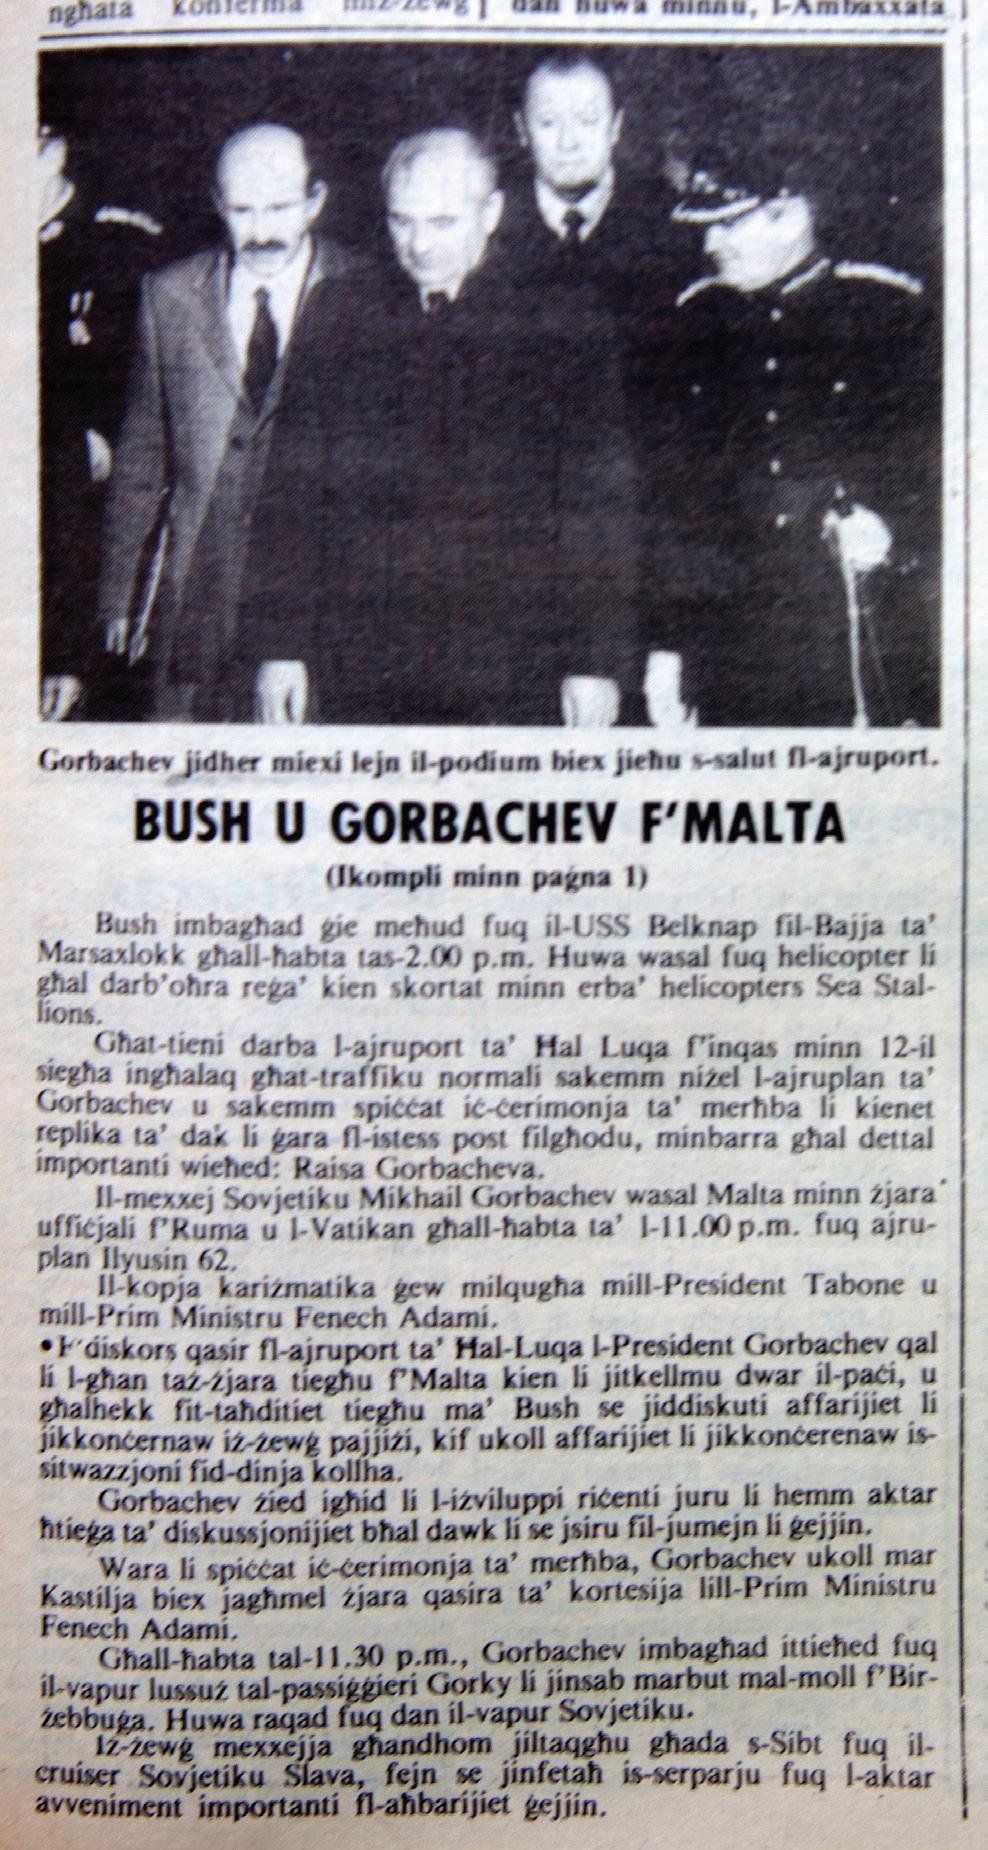 ngħata konferma miż-żewġ dan huwa minnu, l-Ambaxxata
Gorbachev jidher miexi lejn il-podium biex jieħu s-salut fl-ajruport.
BUSH U GORBACHEV F'MALTA
(Ikompli minn paġna 1)
Bush imbagħad ġie meħud fuq il-USS Belknap fil-Bajja ta'
Marsaxlokk għall-ħabta tas-2.00 p.m. Huwa wasal fuq helicopter li
għal darb'oħra reġa' kien skortat minn erba' helicopters Sea Stal-
lions.
Għat-tieni darba l-ajruport ta' Ħal Luqa f'inqas minn 12-il
siegħa ingħalaq għat-traffiku normali sakemm niżel l-ajruplan ta'
Gorbachev u sakemm spiċċat iċ-ċerimonja ta' merħba li kienet
replika ta' dak li ġara fl-istess post filgħodu, minbarra għal dettal
importanti wieħed: Raisa Gorbacheva.
Il-mexxej Sovjetiku Mikhail Gorbachev wasal Malta minn żjara
uffiċjali f'Ruma u l-Vatikan għall-ħabta ta' l-11.00 p.m. fuq ajru-
plan Ilyusin 62.
Il-kopja kariżmatika ġew milqugħa mill-President Tabone u
mill-Prim Ministru Fenech Adami.
•F'diskors qasir fl-ajruport ta' Ħal-Luqa l-President Gorbachev qal
li l-għan taż-żjara tiegħu f'Malta kien li jitkellmu dwar il-paċi, u
għalhekk fit-taħditiet tiegħu ma' Bush se jiddiskuti affarijiet li
jikkonċernaw iż-żewġ pajjiżi, kif ukoll affarijiet li jikkonċerenaw is-
sitwazzjoni fid-dinja kollha.
Gorbachev żied igħid li l-iżviluppi riċenti juru li hemm aktar
ħtieġa ta' diskussjonijiet bħal dawk li se jsiru fil-jumejn li ġejjin.
Wara li spiċċat iċ-ċerimonja ta' merħba, Gorbachev ukoll mar
Kastilja biex jagħmel żjara qasira ta' kortesija lill-Prim Ministru
Fenech Adami.
Għall-ħabta tal-11.30 p.m., Gorbachev imbagħad ittieħed fuq
il-vapur lussuż tal-passiġġieri Gorky li jinsab marbut mal-moll f'Bir-
żebbuġa. Huwa raqad fuq dan il-vapur Sovjetiku.
Iż-żewġ mexxejja għandhom jiltaqgħu għada s-Sibt fuq il-
cruiser Sovjetiku Slava, fejn se jinfetaħ is-serparju fuq l-aktar
avveniment importanti fl-aħbarijiet ġejjin.